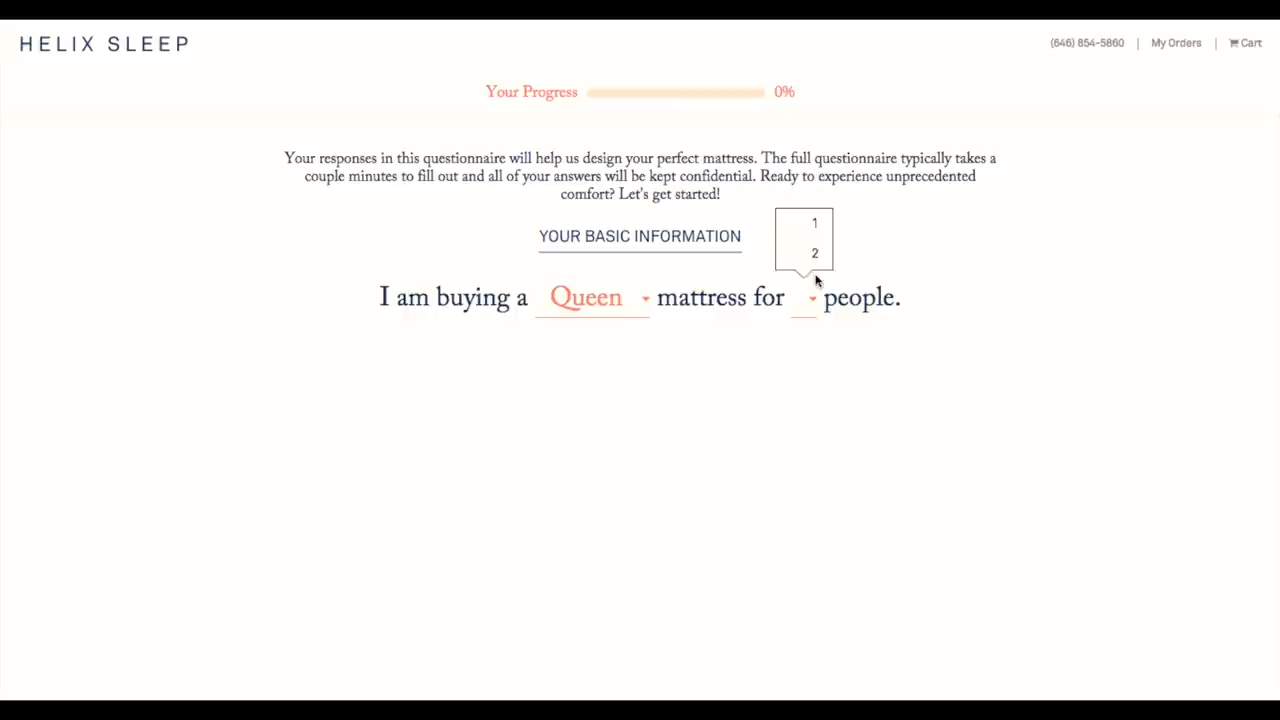 HELIX SLEEP
(646) 854-5860 | My Orders | Cart
Your Progress 0%
Your responses in this questionnaire will help us design your perfect mattress. The full questionnaire typically takes a
couple minutes to fill out and all of your answers will be kept confidential. Ready to experience unprecedented
comfort? Let's get started!
YOUR BASIC INFORMATION
1
2
I am buying a Queen mattress for people.